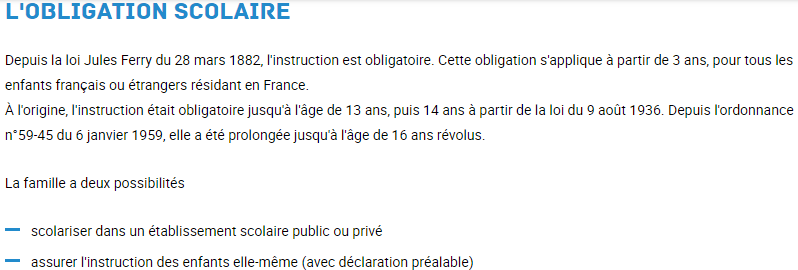 L'OBLIGATION SCOLAIRE
Depuis la loi Jules Ferry du 28 mars 1882, l'instruction est obligatoire. Cette obligation s'applique à partir de 3 ans, pour tous les
enfants français ou étrangers résidant en France.
À l'origine, l'instruction était obligatoire jusqu'à l'âge de 13 ans, puis 14 ans à partir de la loi du 9 août 1936. Depuis l'ordonnance
n°59-45 du 6 janvier 1959, elle a été prolongée jusqu'à l'âge de 16 ans révolus.
La famille a deux possibilités
scolariser dans un établissement scolaire public ou privé
assurer l'instruction des enfants elle-même (avec déclaration préalable)